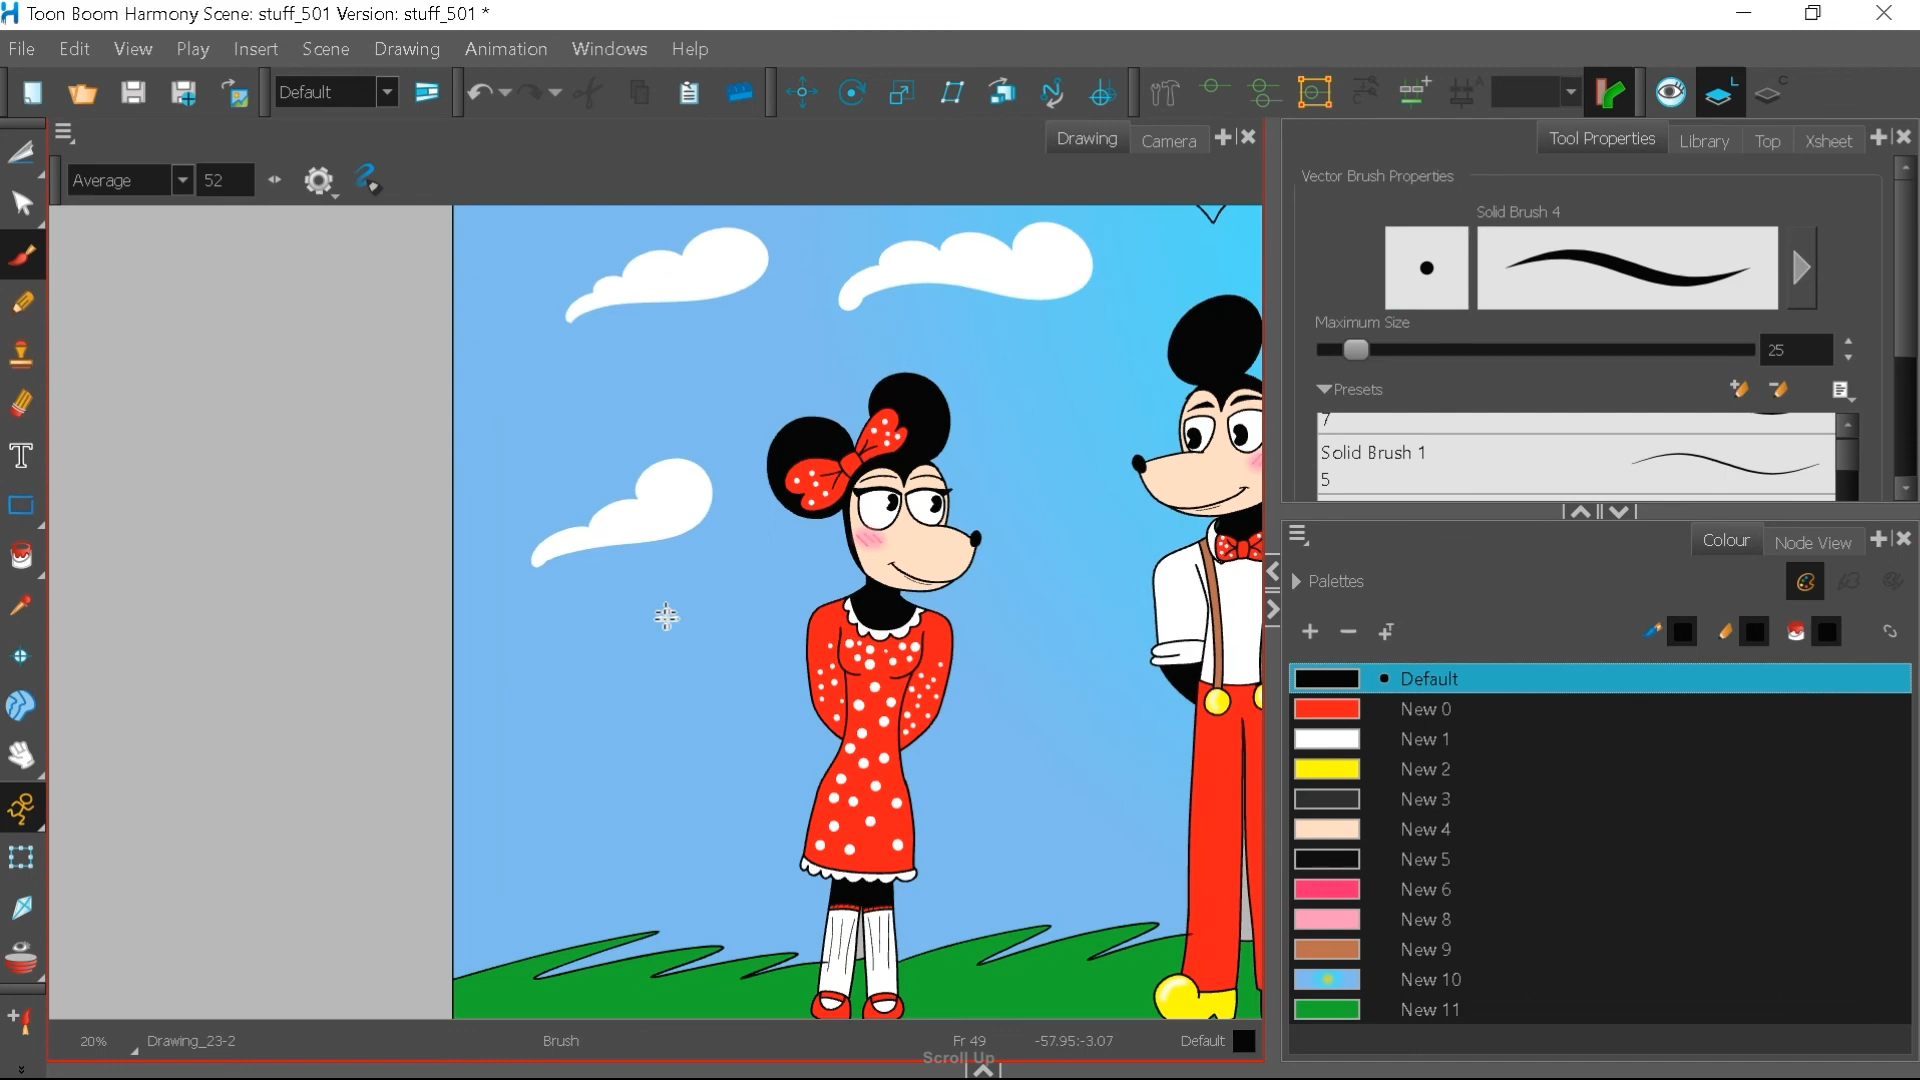 Toon Boom Harmony Scene: stuff_501 Version: stuff_501 *
File Edit View Play Insert Scene Drawing Animation Windows Help
Default
L
C
Drawing Camera
Tool Properties Library Top Xsheet
Average 52
Vector Brush Properties
Solid Brush 4
Maximum Size
25
Presets
7
Solid Brush 1
5
Colour Node View
Palettes
Default
New 0
New 1
New 2
New 3
New 4
New 5
New 6
New 8
New 9
New 10
New 11
20% Drawing_23-2 Brush Fr 49 -57.95:-3.07 Default
Scroll Up